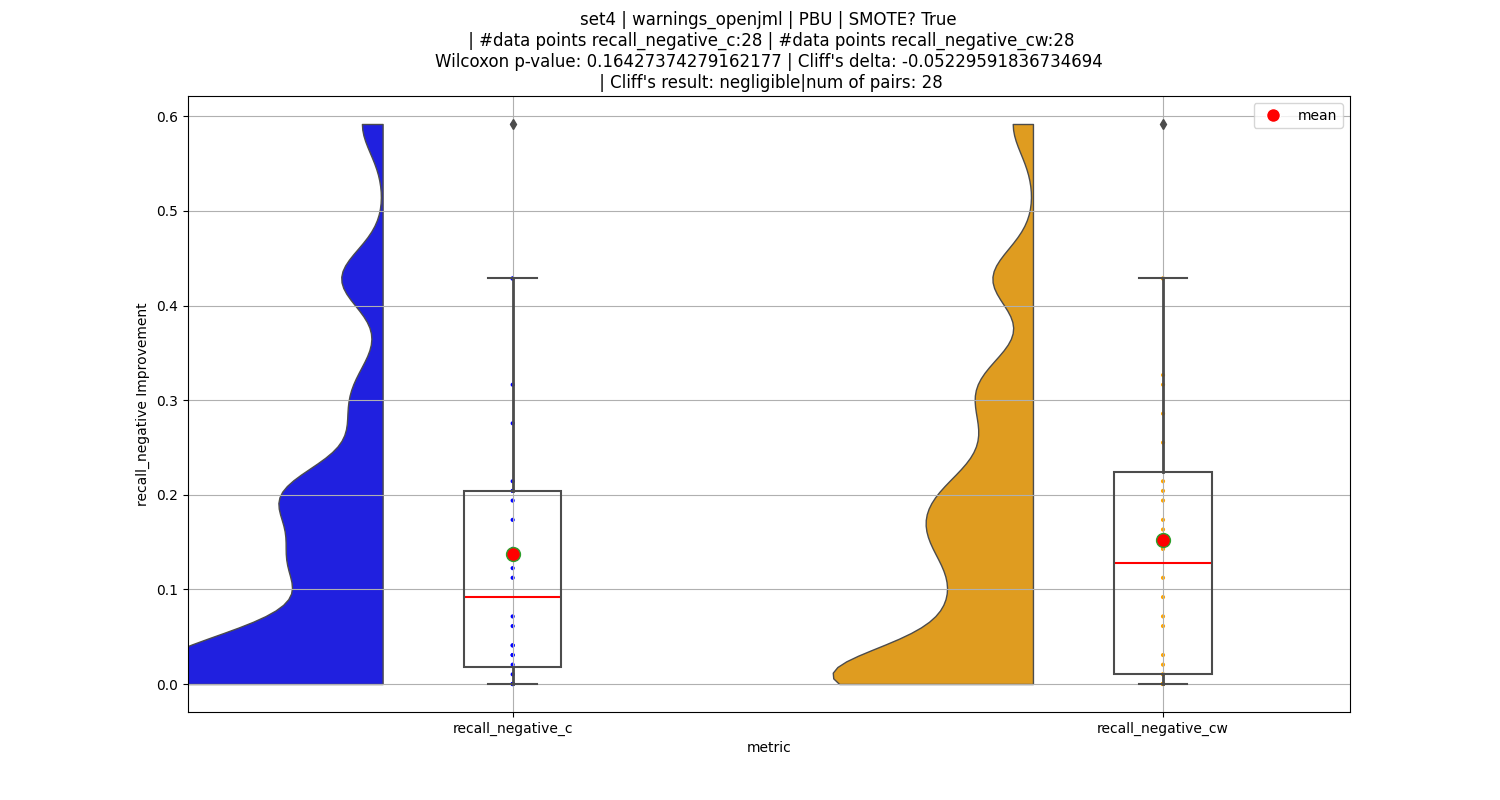 set4 | warnings_openjml | PBU | SMOTE? True
| #data points recall_negative_c:28 | #data points recall_negative_cw:28
Wilcoxon p-value: 0.16427374279162177 | Cliff's delta: -0.05229591836734694
| Cliff's result: negligible|num of pairs: 28
mean
0.6
0.5
0.4
0.3
0.2
0.1
0.0
recall_negative Improvement
recall_negative_c
recall_negative_cw
metric